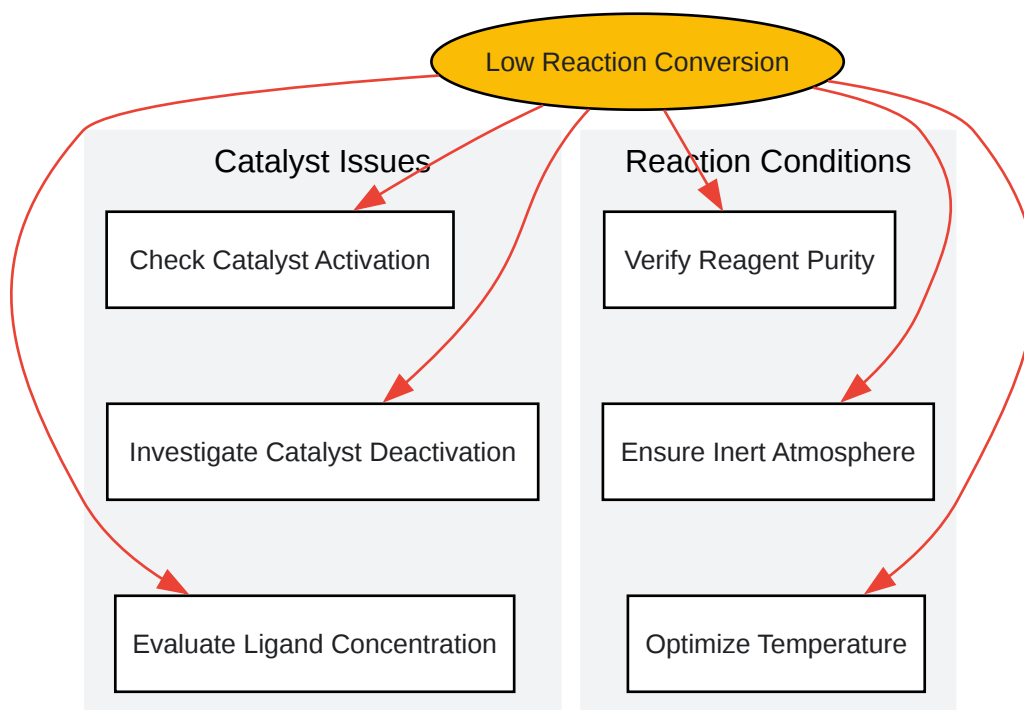 Low Reaction Conversion
Catalyst Issues
Check Catalyst Activation
Investigate Catalyst Deactivation
Evaluate Ligand Concentration
Reaction Conditions
Verify Reagent Purity
Ensure Inert Atmosphere
Optimize Temperature